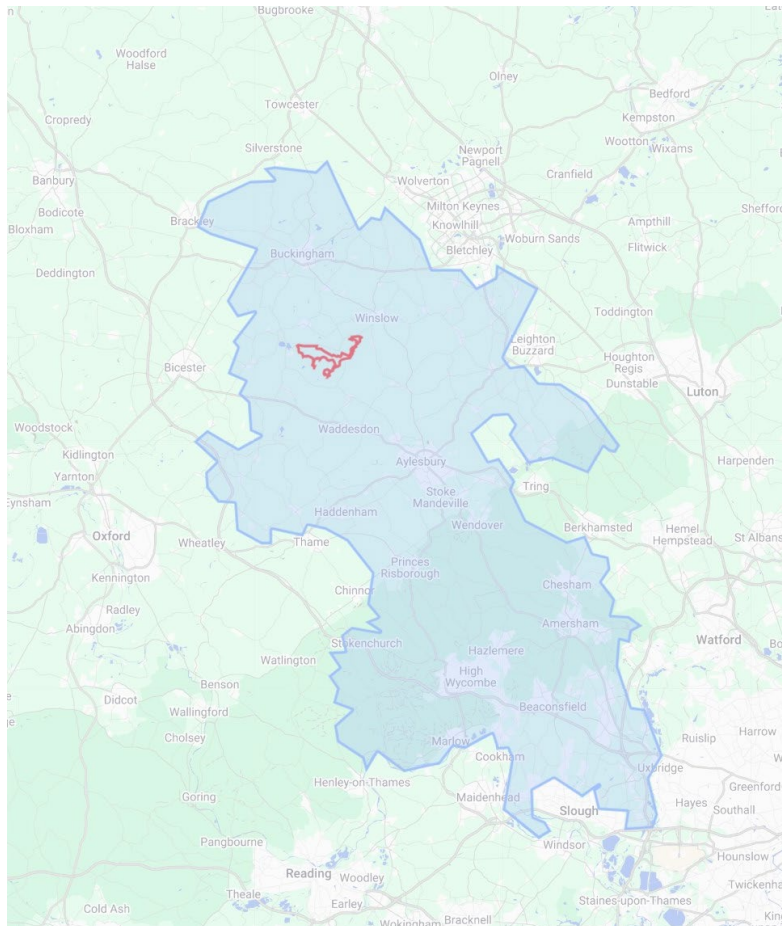 Bugbrooke
Woodford
Halse
Olney
Bedford
Towcester
Kempston
Cropredy
Wootton
Wixams
Silverstone
Newport
Pagnell
Cranfield
Banbury
Wolverton
Milton Keynes
Bodicote
Brackley
Knowlhill
Ampthill
Shefford
Bloxham
Woburn Sands
Flitwick
Buckingham
Bletchley
Deddington
Toddington
Winslow
Leighton
Buzzard
Houghton
Regis
Bicester
Dunstable
Luton
Woodstock
Waddesdon
Kidlington
Aylesbury
Harpenden
Yarnton
Tring
Eynsham
Stoke
Mandeville
Haddenham
Wendover
Berkhamsted
Hemel
Hempstead
St Albans
Oxford
Wheatley
Thame
Kennington
Princes
Risborough
Chesham
Chinnor
Radley
Abingdon
Amersham
Watford
Stokenchurch
Hazlemere
Watlington
High
Wycombe
Benson
Didcot
Wallingford
Beaconsfield
Cholsey
Marlow
Ruislip
Harrow
Cookham
Uxbridge
Henley-on-Thames
Greenford
Goring
Maidenhead
Slough
Hayes
Southall
Pangbourne
Windsor
Hounslow
Reading
Woodley
Twickenha
Theale
Earley
Staines-upon-Thames
Cold Ash
Wokingham
Bracknell